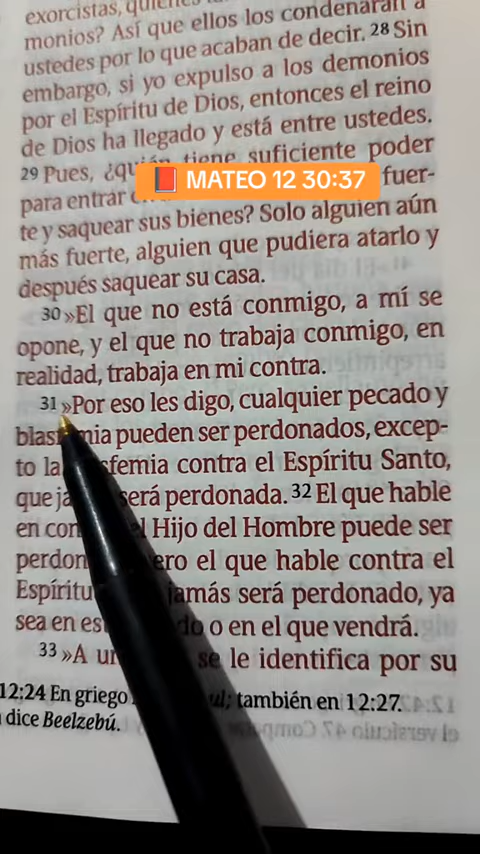 exorcistas,
monios? Así que ellos los condenarán a
ustedes por lo que acaban de decir. 28 Sin
embargo, si yo expulso a los demonios
por el Espíritu de Dios, entonces el reino
de Dios ha llegado y está entre ustedes.
29 Pues, tiene suficiente poder
📕 MATEO 12 30:37
para entrar fuer-
te y saquear sus bienes? Solo alguien aún
más fuerte, alguien que pudiera atarlo y
después saquear su casa.
30 »El que no está conmigo, a mí se
opone, y el que no trabaja conmigo, en
realidad, trabaja en mi contra.
31 »Por eso les digo, cualquier pecado y
pueden ser perdonados, excep-
to la contra el Espíritu Santo,
que será perdonada. 32 El que hable
en Hijo del Hombre puede ser
el que hable contra el
jamás será perdonado, ya
sea en o en el que vendrá.
33 »A se le identifica por su
12:24 En griego también en 12:27.
dice Beelzebú.